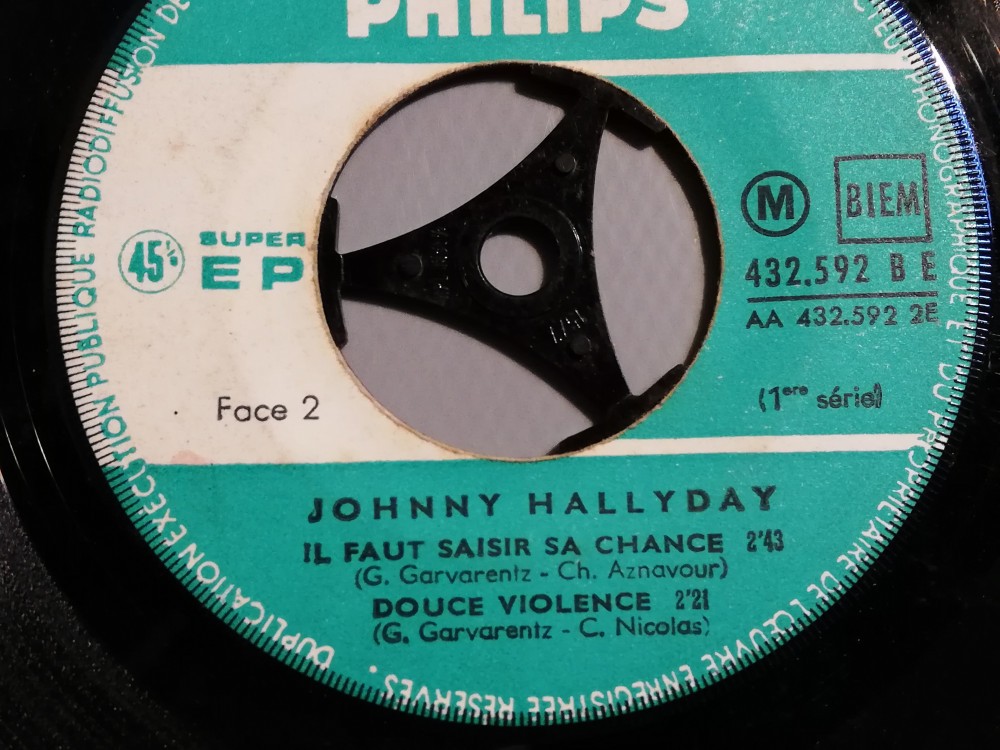 PHILIPS
45 SUPER
EP
M BIEM
432.592 BE
AA 432.592 2E
Face 2
(1ere série)
JOHNNY HALLYDAY
IL FAUT SAISIR SA CHANCE 2'43
(G. Garvarentz - Ch. Aznavour)
DOUCE VIOLENCE 2'21
(G. Garvarentz - C. Nicolas)
PHONOGRAPHIQUE ET DU PROPRIÉTAIRE DE L'ŒUVRE ENREGISTRÉE RÉSERVÉS. DUPLICATION EXÉCUTION PUBLIQUE RADIODIFFUSION DE